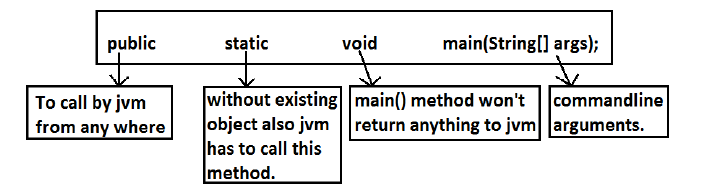 public static void main(String[] args);
To call by jvm
from any where
without existing
object also jvm
has to call this
method.
main() method won't
return anything to jvm
commandline
arguments.